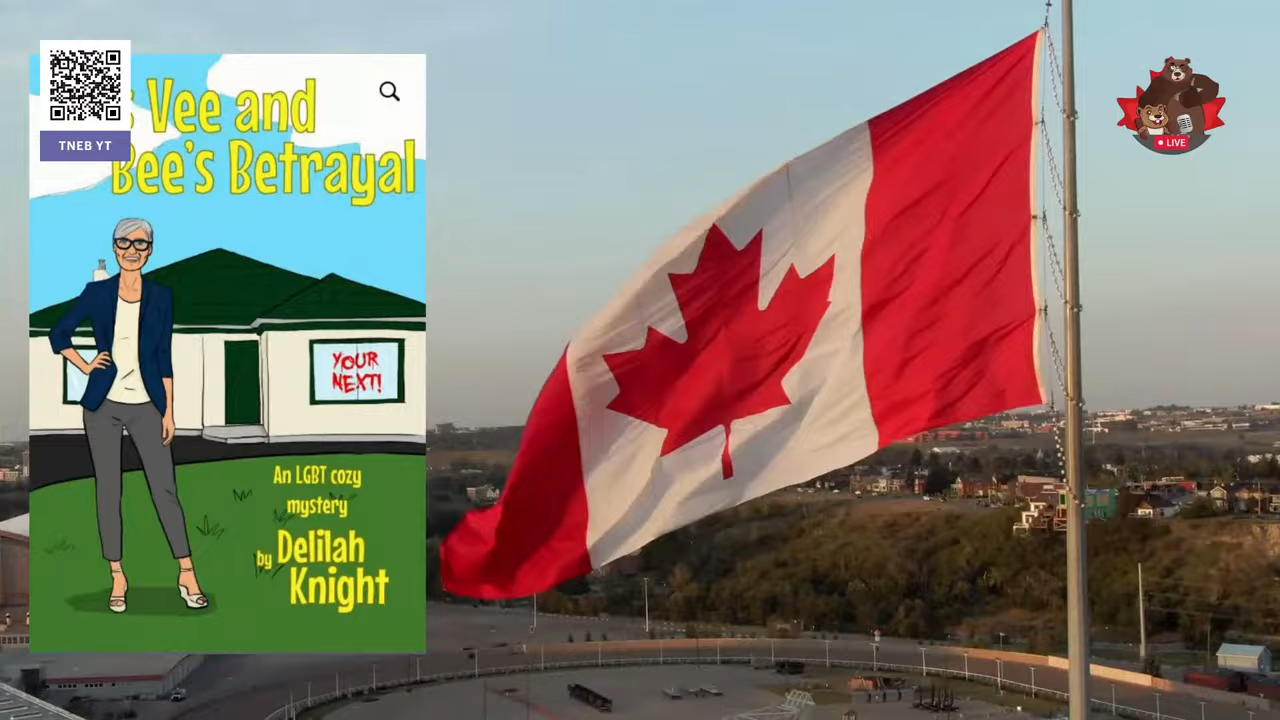 TNEB YT
Vee and
Bee's Betrayal
YOUR
NEXT!
An LGBT cozy
mystery
by Delilah
Knight
LIVE